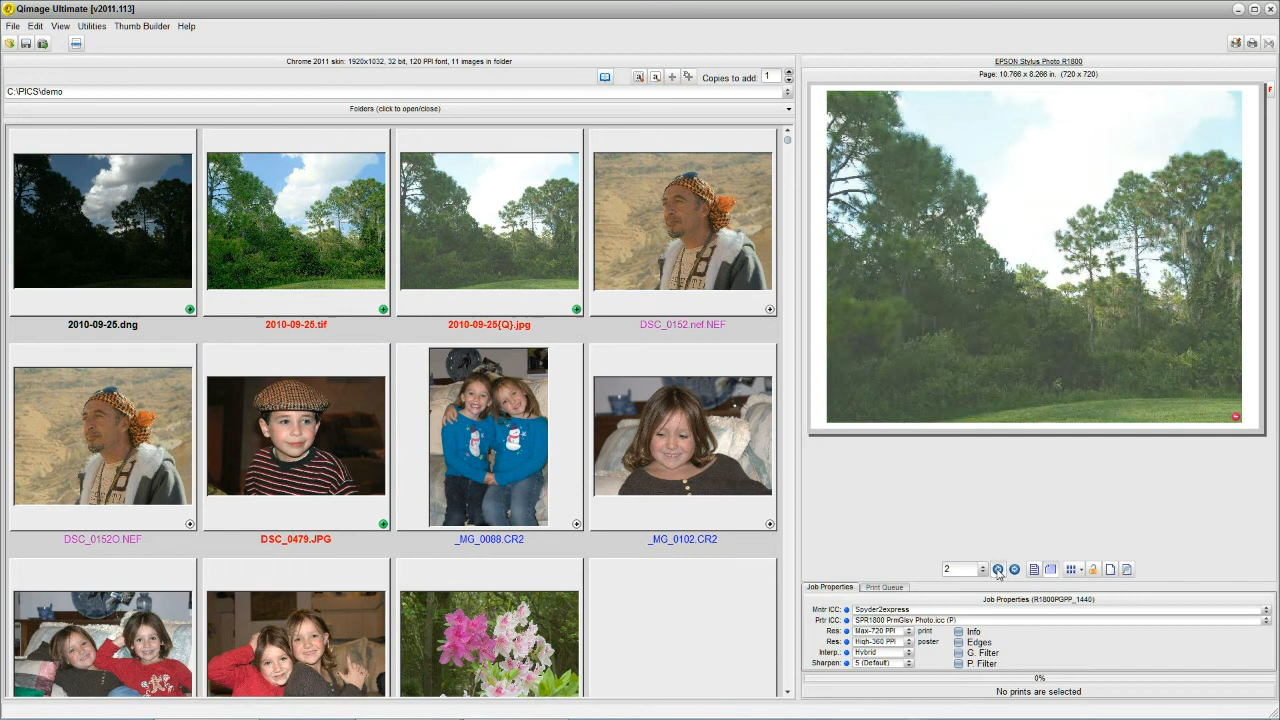 Qimage Ultimate [v2011.113]
File Edit View Utilities Thumb Builder Help
Chrome 2011 skin: 1920x1032, 32 bit, 120 PPI font, 11 images in folder
Copies to add: 1
C:\PICS\demo
Folders (click to open/close)
2010-09-25.dng
2010-09-25.tif
2010-09-25{Q}.jpg
DSC_0152.nef.NEF
DSC_0152O.NEF
DSC_0479.JPG
_MG_0088.CR2
_MG_0102.CR2
EPSON Stylus Photo R1800
Page: 10.766 x 8.266 in. (720 x 720)
F
2
Job Properties Print Queue
Job Properties (R1800PGPP_1440)
Mntr ICC: Spyder2express
Prtr ICC: SPR1800 PrmGlsy Photo.icc (P)
Res: Max-720 PPI print Info
Res: High-360 PPI poster Edges
Interp.: Hybrid G. Filter
Sharpen: 5 (Default) P. Filter
0%
No prints are selected